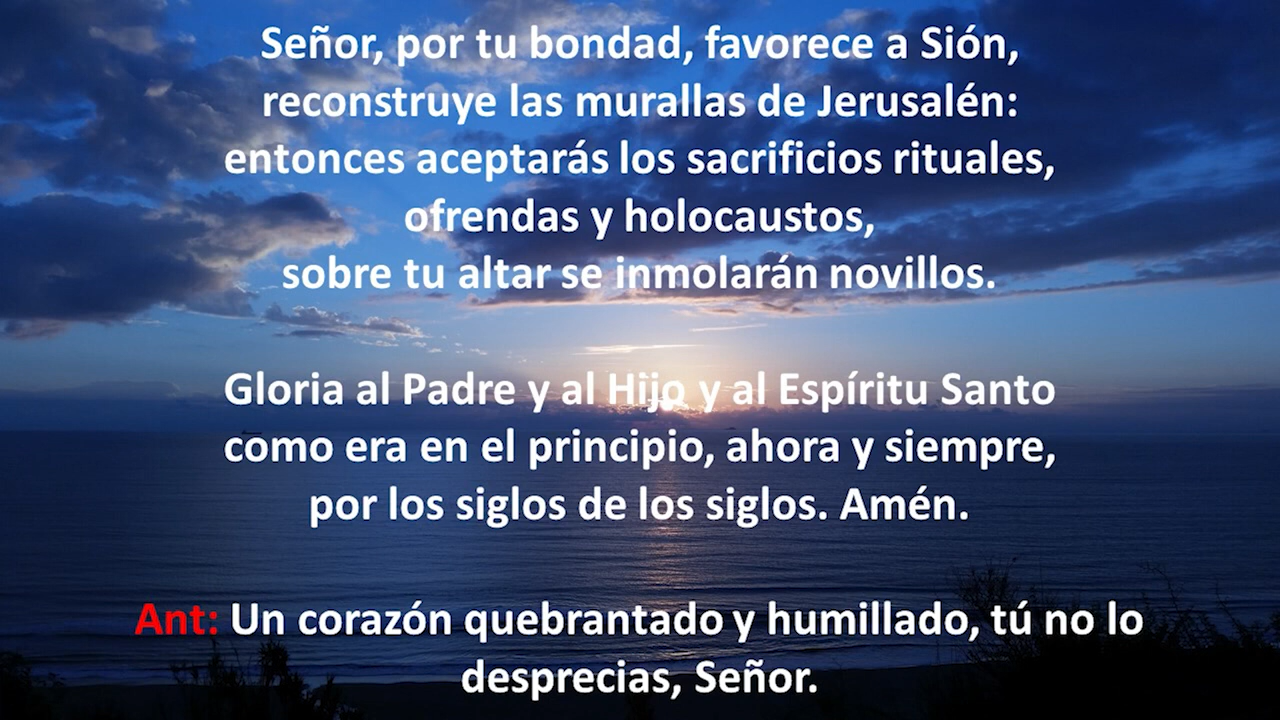 Señor, por tu bondad, favorece a Sión,
reconstruye las murallas de Jerusalén:
entonces aceptarás los sacrificios rituales,
ofrendas y holocaustos,
sobre tu altar se inmolarán novillos.
Gloria al Padre y al Hijo y al Espíritu Santo
como era en el principio, ahora y siempre,
por los siglos de los siglos. Amén.
Ant: Un corazón quebrantado y humillado, tú no lo
desprecias, Señor.